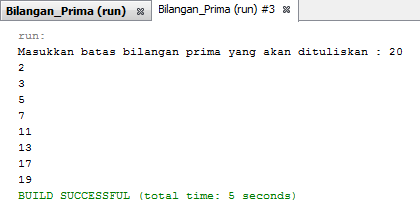 Bilangan_Prima (run) Bilangan_Prima (run) #3
run:
Masukkan batas bilangan prima yang akan dituliskan : 20
2
3
5
7
11
13
17
19
BUILD SUCCESSFUL (total time: 5 seconds)